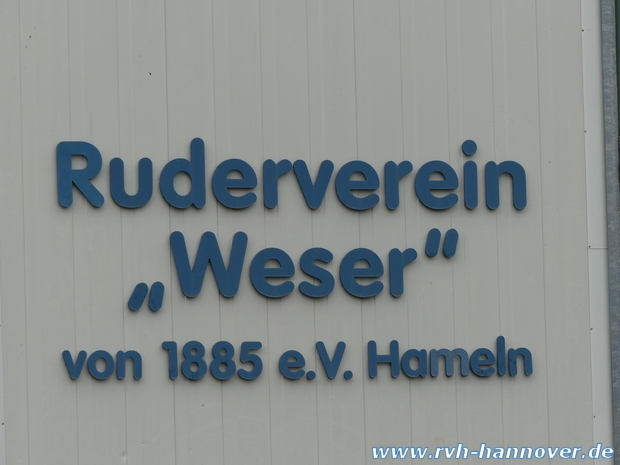 Ruderverein
„Weser“
von 1885 e.V. Hameln
www.rvh-hannover.de